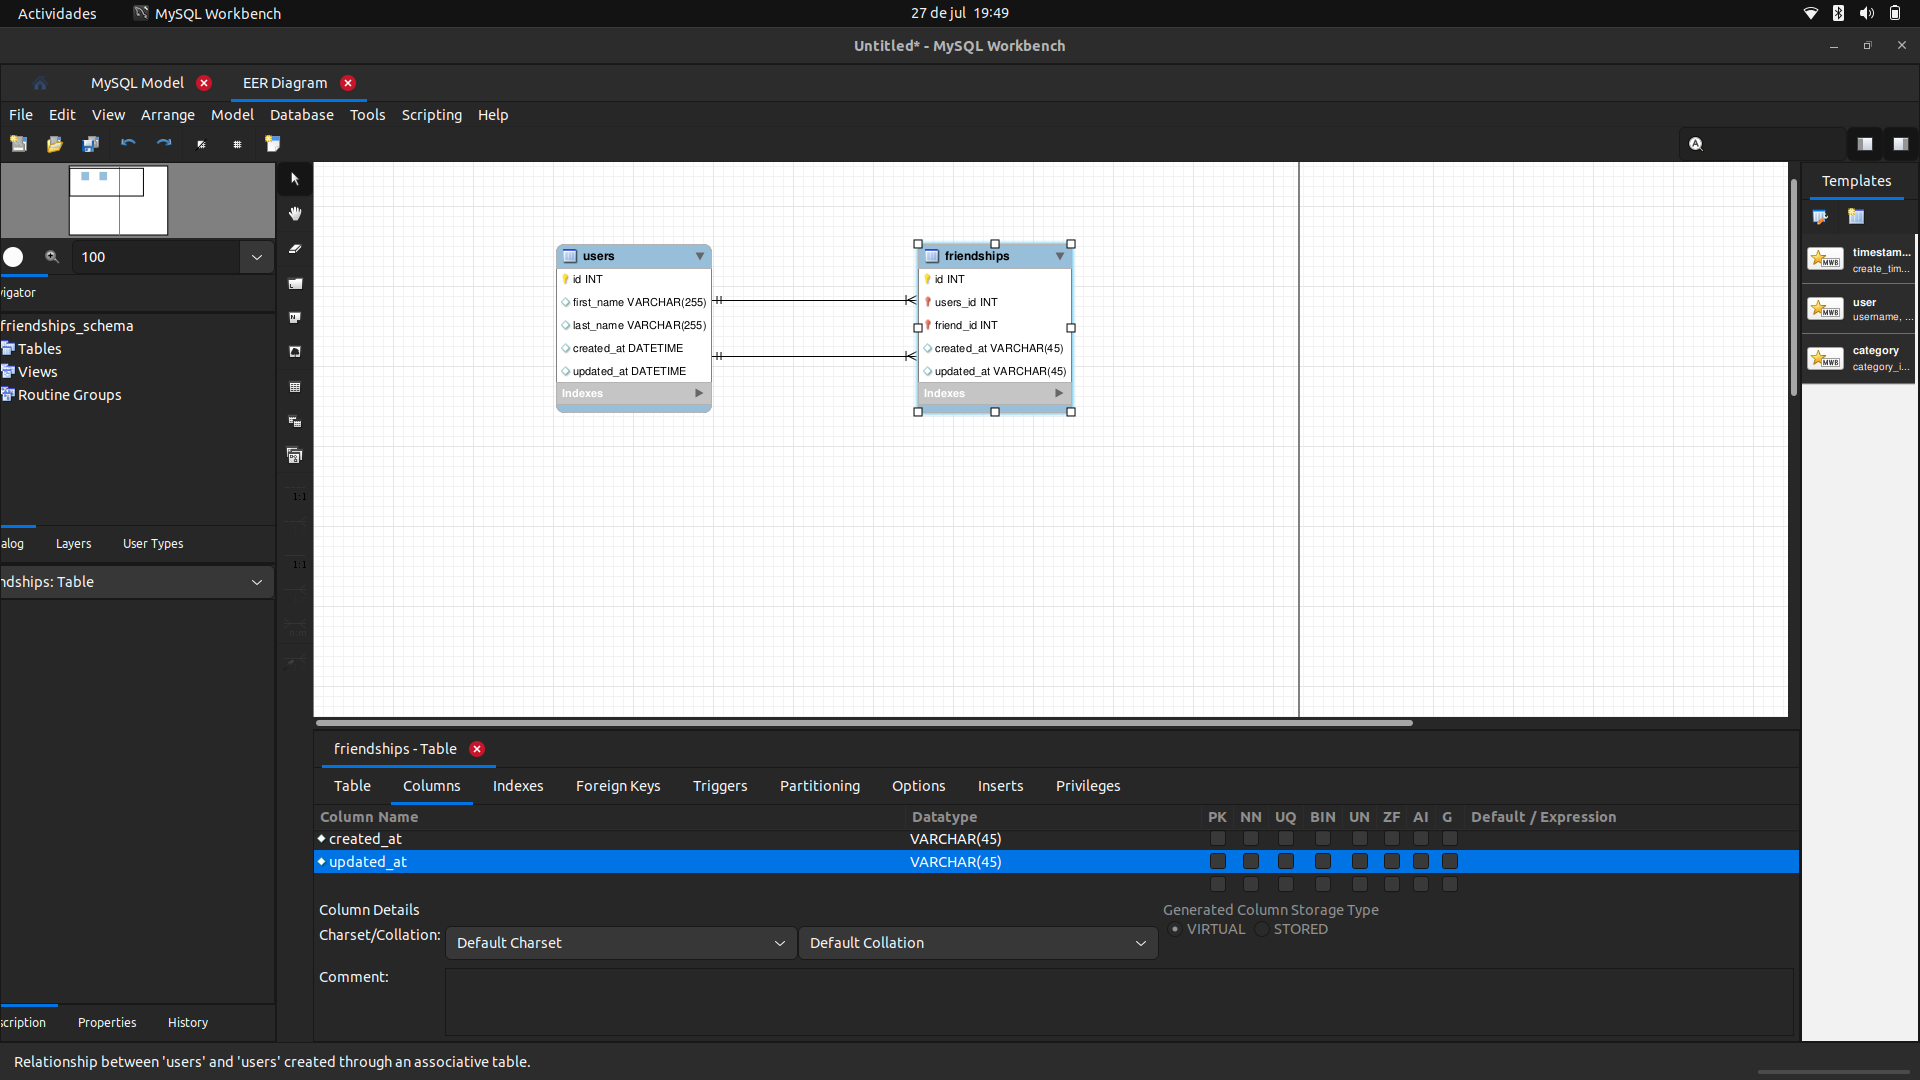 Actividades
MySQL Workbench
27 de jul 19:49
Untitled* - MySQL Workbench
MySQL Model
EER Diagram
File Edit View Arrange Model Database Tools Scripting Help
100
vigator
friendships_schema
Tables
Views
Routine Groups
alog Layers User Types
ndships: Table
scription Properties History
1:1
1:1
users
id INT
first_name VARCHAR(255)
last_name VARCHAR(255)
created_at DATETIME
updated_at DATETIME
Indexes
friendships
id INT
users_id INT
friend_id INT
created_at VARCHAR(45)
updated_at VARCHAR(45)
Indexes
Templates
timestam...
create_tim...
user
username, ...
category
category_i...
MWB
MWB
MWB
friendships - Table
Table Columns Indexes Foreign Keys Triggers Partitioning Options Inserts Privileges
Column Name Datatype PK NN UQ BIN UN ZF AI G Default / Expression
created_at VARCHAR(45)
updated_at VARCHAR(45)
Column Details
Generated Column Storage Type
Charset/Collation: Default Charset Default Collation
VIRTUAL STORED
Comment:
Relationship between 'users' and 'users' created through an associative table.